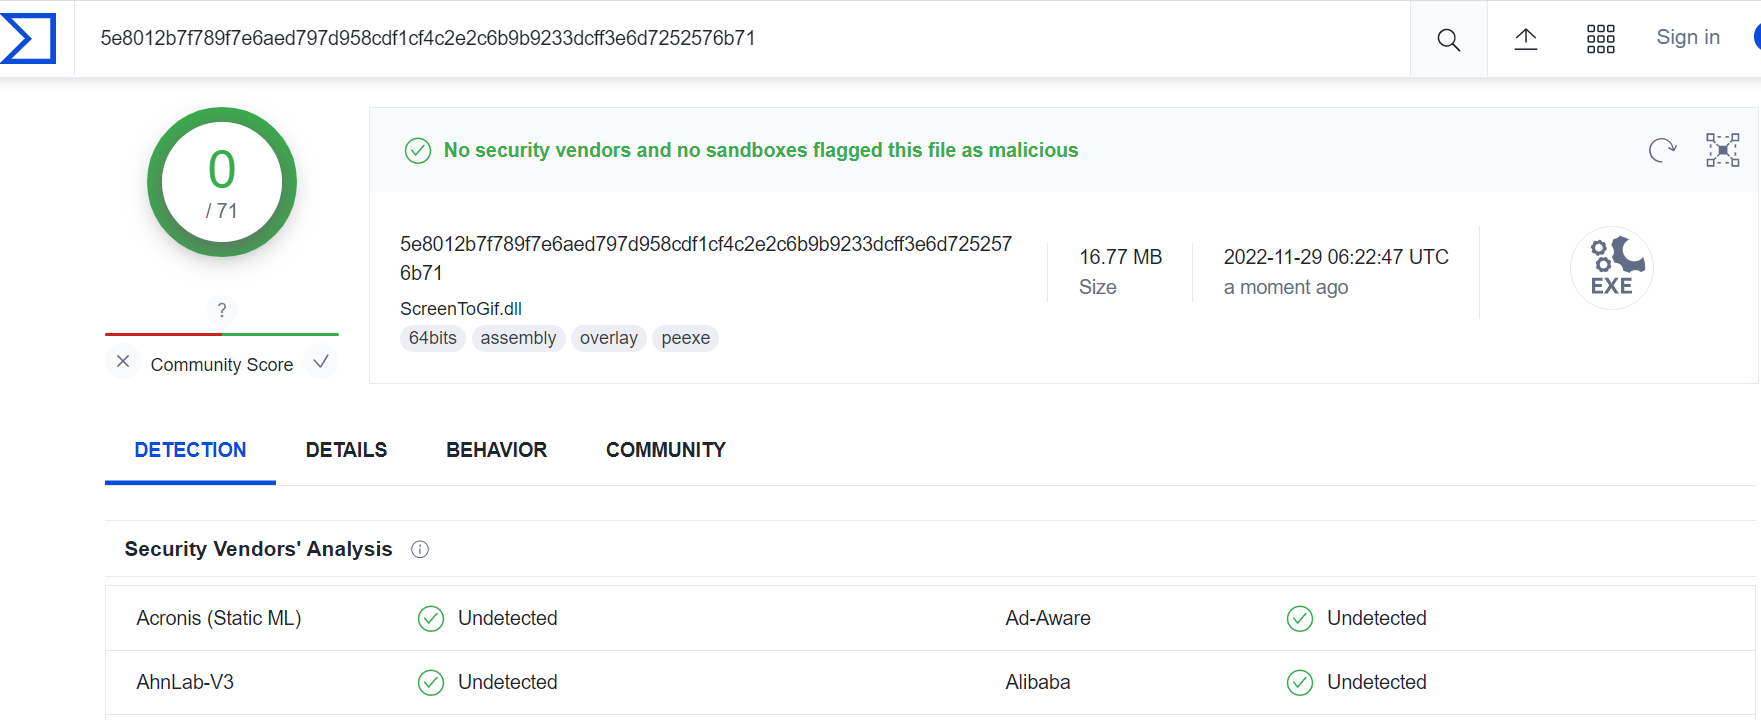 5e8012b7f789f7e6aed797d958cdf1cf4c2e2c6b9b9233dcff3e6d7252576b71
Sign in
0
/ 71
?
Community Score
No security vendors and no sandboxes flagged this file as malicious
5e8012b7f789f7e6aed797d958cdf1cf4c2e2c6b9b9233dcff3e6d725257
6b71
ScreenToGif.dll
64bits assembly overlay peexe
16.77 MB
Size
2022-11-29 06:22:47 UTC
a moment ago
EXE
DETECTION DETAILS BEHAVIOR COMMUNITY
Security Vendors' Analysis
Acronis (Static ML) Undetected Ad-Aware Undetected
AhnLab-V3 Undetected Alibaba Undetected